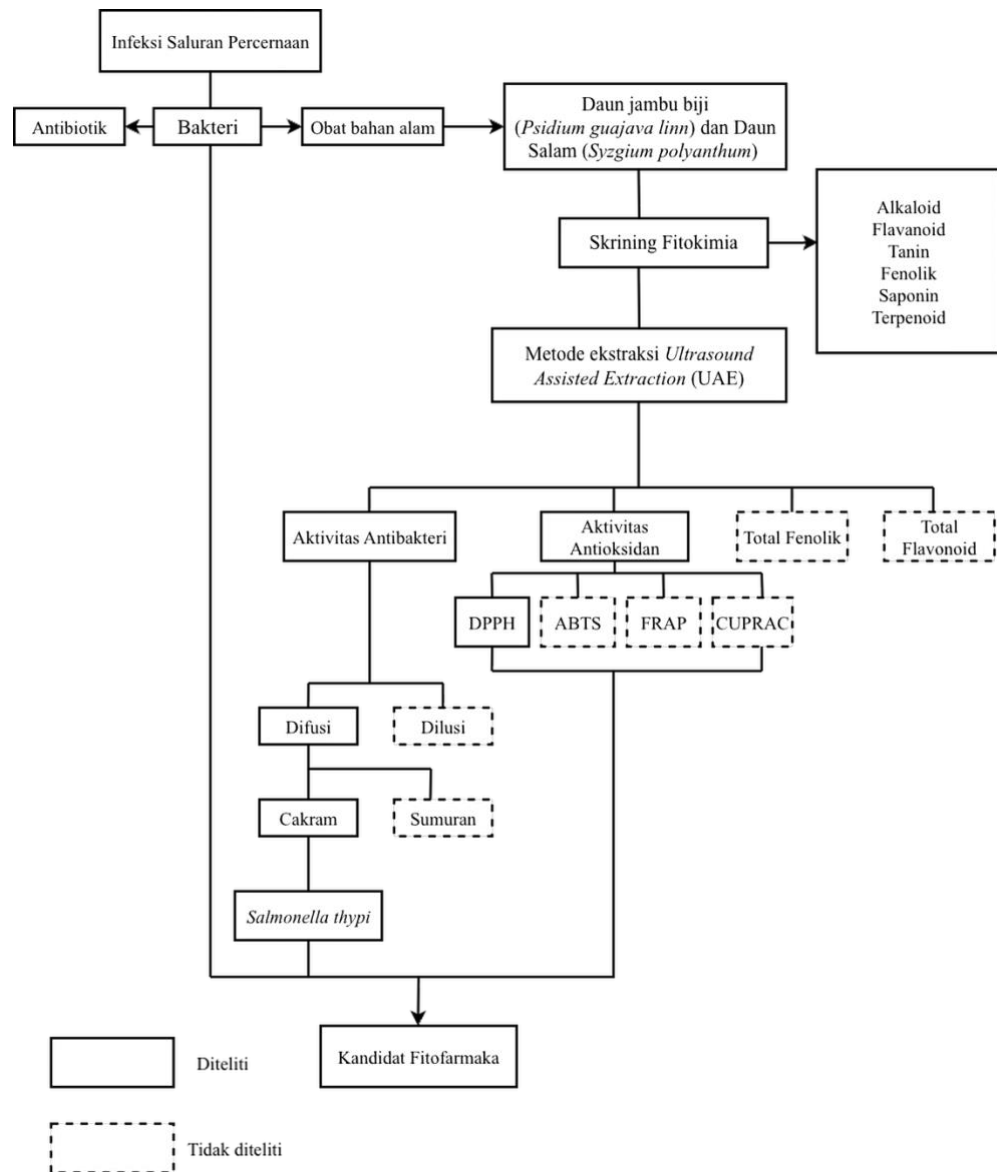 Infeksi Saluran Percernaan
Antibiotik
Bakteri
Obat bahan alam
Daun jambu biji
(Psidium guajava linn) dan Daun
Salam (Syzgium polyanthum)
Skrining Fitokimia
Alkaloid
Flavanoid
Tanin
Fenolik
Saponin
Terpenoid
Metode ekstraksi Ultrasound
Assisted Extraction (UAE)
Aktivitas Antibakteri
Aktivitas
Antioksidan
Total Fenolik
Total
Flavonoid
DPPH
ABTS
FRAP
CUPRAC
Difusi
Dilusi
Cakram
Sumuran
Salmonella thypi
Kandidat Fitofarmaka
Diteliti
Tidak diteliti